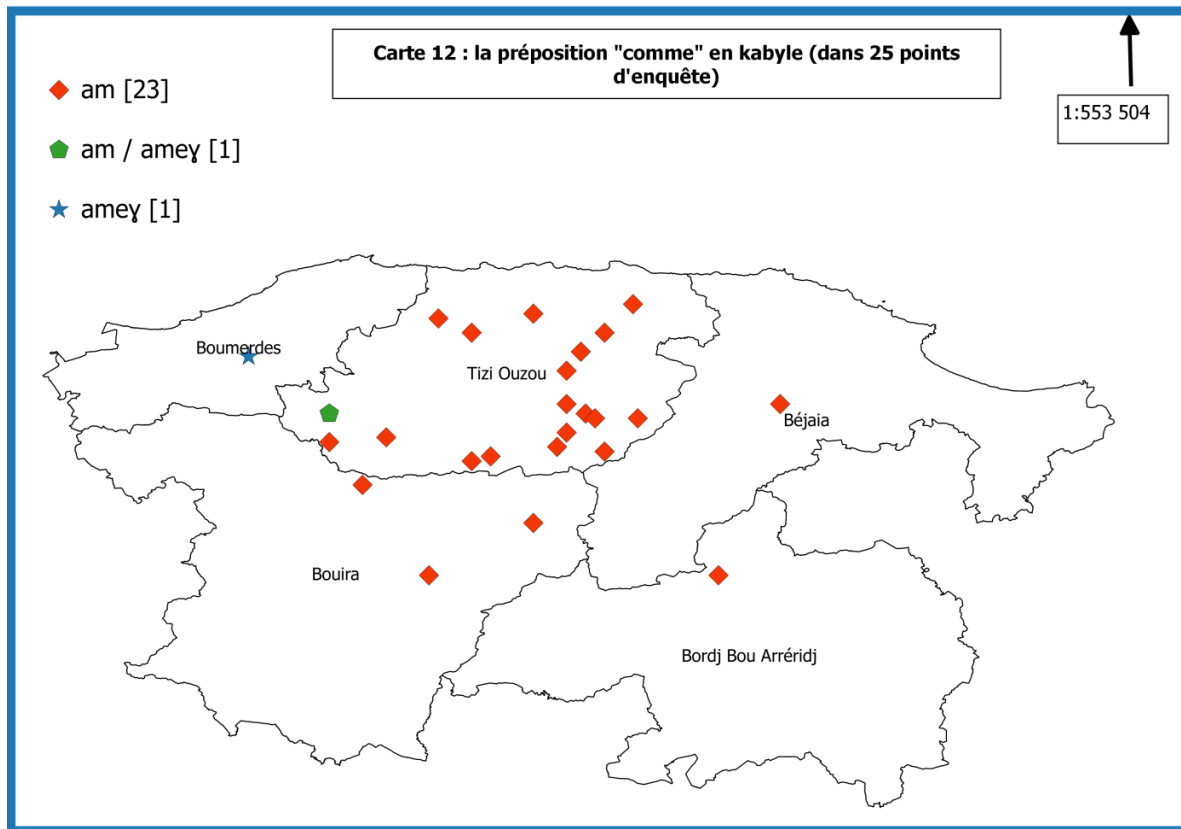 Carte 12 : la préposition "comme" en kabyle (dans 25 points
d'enquête)
1:553 504
am [23]
am / ameɣ [1]
ameɣ [1]
Boumerdes
Tizi Ouzou
Béjaia
Bouira
Bordj Bou Arréridj